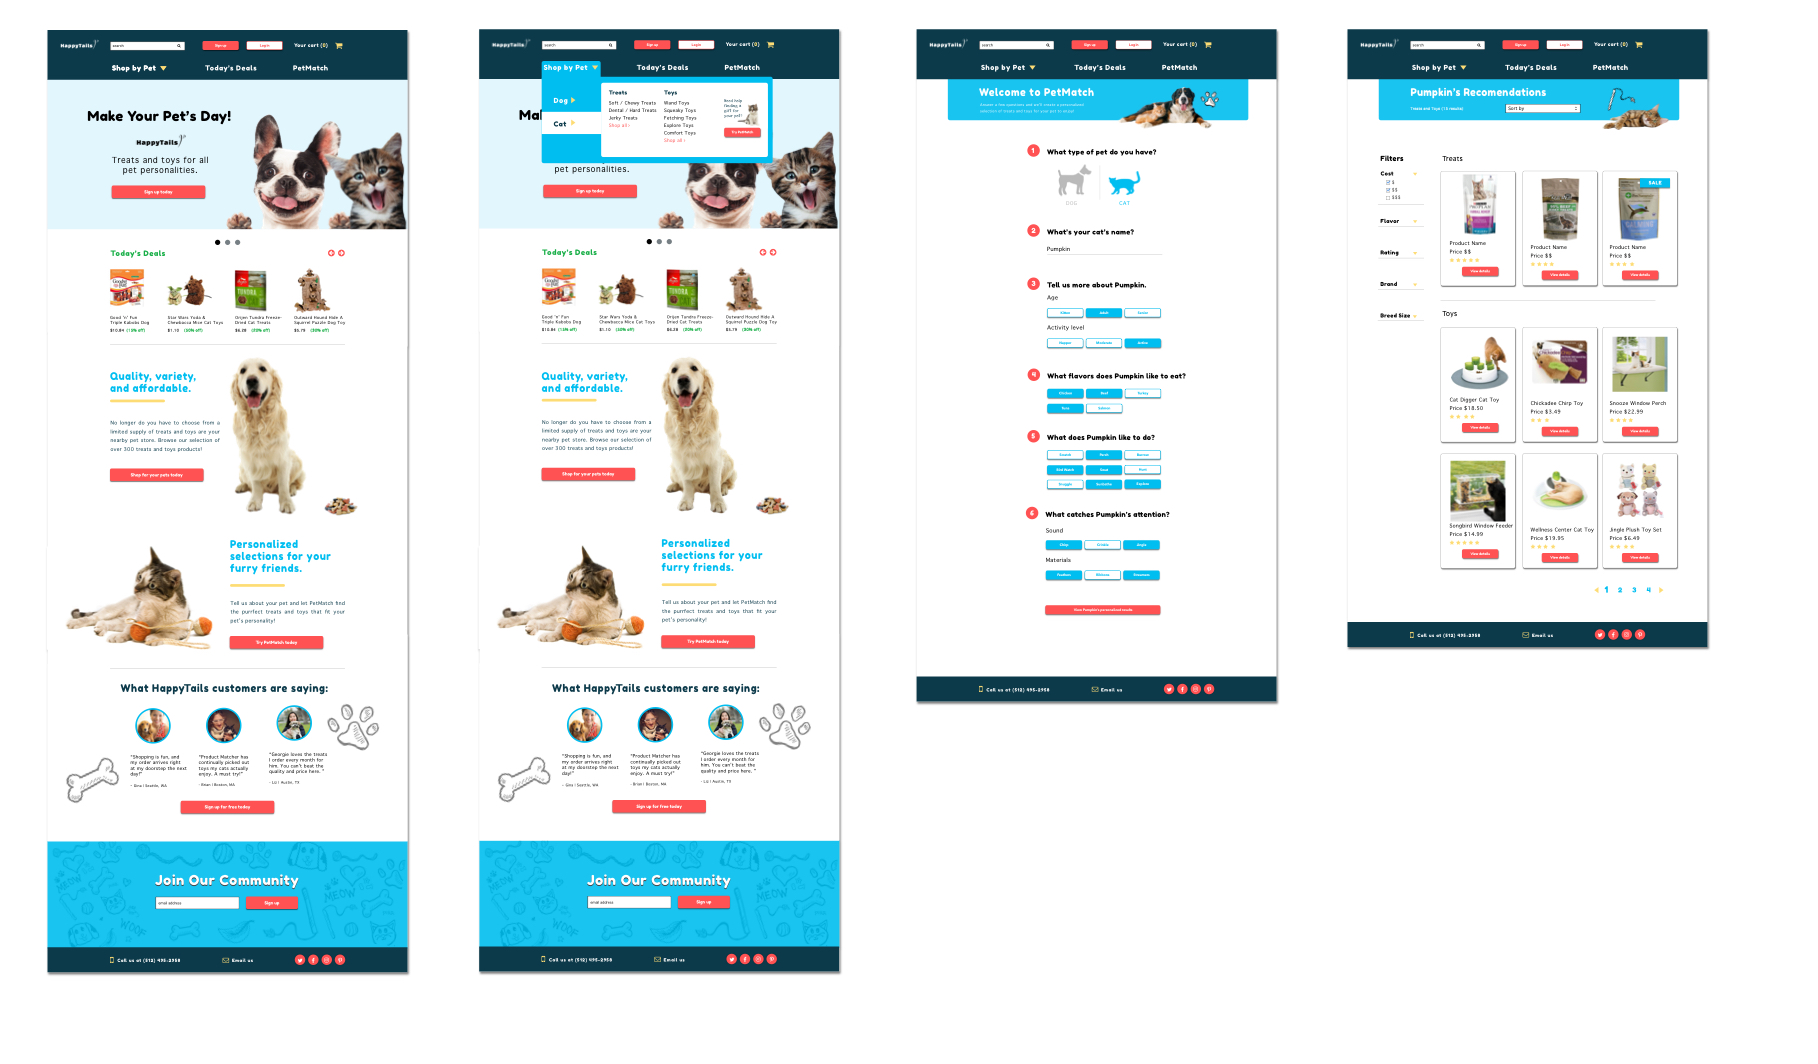 HappyTails
search
Sign up
Login
Your cart (0)
Shop by Pet
Today's Deals
PetMatch
Make Your Pet's Day!
HappyTails
Treats and toys for all
pet personalities.
Sign up today
Today's Deals
Good 'n' Fun
Triple Kabobs Dog
$10.84 (15% off)
Star Wars Yoda &
Chewbacca Mice Cat Toys
$1.10 (50% off)
Orijen Tundra Freeze-
Dried Cat Treats
$6.28 (20% off)
Outward Hound Hide A
Squirrel Puzzle Dog Toy
$5.79 (50% off)
Quality, variety,
and affordable.
No longer do you have to choose from a
limited supply of treats and toys are your
nearby pet store. Browse our selection of
over 300 treats and toys products!
Shop for your pets today
Personalized
selections for your
furry friends.
Tell us about your pet and let PetMatch find
the purrfect treats and toys that fit your
pet's personality!
Try PetMatch today
What HappyTails customers are saying:
"Shopping is fun, and
my order arrives right
at my doorstep the next
day!"
- Gina | Seattle, WA
"Product Matcher has
continually picked out
toys my cats actually
enjoy. A must try!"
- Brian | Boston, MA
"Georgie loves the treats
I order every month for
him. You can't beat the
quality and price here. "
- Liz | Austin, TX
Sign up for free today
MEOW
WOOF
Join Our Community
email address
Sign up
Call us at (512) 495-2958
Email us
HappyTails
search
Sign up
Login
Your cart (0)
Shop by Pet
Today's Deals
PetMatch
Dog
Cat
Treats
Soft / Chewy Treats
Dental / Hard Treats
Jerky Treats
Shop all ›
Toys
Wand Toys
Squeaky Toys
Fetching Toys
Explore Toys
Comfort Toys
Shop all ›
Need help
finding a
gift for
your pet?
Try PetMatch
Mak
pet personalities.
Sign up today
Today's Deals
Good 'n' Fun
Triple Kabobs Dog
$10.84 (15% off)
Star Wars Yoda &
Chewbacca Mice Cat Toys
$1.10 (50% off)
Orijen Tundra Freeze-
Dried Cat Treats
$6.28 (20% off)
Outward Hound Hide A
Squirrel Puzzle Dog Toy
$5.79 (50% off)
Quality, variety,
and affordable.
No longer do you have to choose from a
limited supply of treats and toys are your
nearby pet store. Browse our selection of
over 300 treats and toys products!
Shop for your pets today
Personalized
selections for your
furry friends.
Tell us about your pet and let PetMatch find
the purrfect treats and toys that fit your
pet's personality!
Try PetMatch today
What HappyTails customers are saying:
"Shopping is fun, and
my order arrives right
at my doorstep the next
day!"
- Gina | Seattle, WA
"Product Matcher has
continually picked out
toys my cats actually
enjoy. A must try!"
- Brian | Boston, MA
"Georgie loves the treats
I order every month for
him. You can't beat the
quality and price here. "
- Liz | Austin, TX
Sign up for free today
MEOW
WOOF
Join Our Community
email address
Sign up
Call us at (512) 495-2958
Email us
HappyTails
search
Sign up
Login
Your cart (0)
Shop by Pet
Today's Deals
PetMatch
Welcome to PetMatch
Answer a few questions and we'll create a personalized
selection of treats and toys for your pet to enjoy!
1 What type of pet do you have?
DOG
CAT
2 What's your cat's name?
Pumpkin
3 Tell us more about Pumpkin.
Age
Kitten
Adult
Senior
Activity level
Napper
Moderate
Active
4 What flavors does Pumpkin like to eat?
Chicken
Beef
Turkey
Tuna
Salmon
5 What does Pumpkin like to do?
Scratch
Perch
Bird Watch
Hunt
Snuggle
Explore
6 What catches Pumpkin's attention?
Sound
Chirp
Crinkle
Jingle
Materials
Feathers
View Pumpkin's personalized results
Call us at (512) 495-2958
Email us
HappyTails
search
Sign up
Login
Your cart (0)
Shop by Pet
Today's Deals
PetMatch
Pumpkin's Recomendations
Treats and Toys (75 results)
Sort by
Filters
Cost
$
$$
$$$
Flavor
Rating
Brand
Breed Size
Treats
SALE
Product Name
Price $$
View details
Product Name
Price $$
View details
Product Name
Price $$
View details
Toys
Cat Digger Cat Toy
Price $18.50
View details
Chickadee Chirp Toy
Price $3.49
View details
Snooze Window Perch
Price $22.99
View details
Songbird Window Feeder
Price $14.99
View details
Wellness Center Cat Toy
Price $19.95
View details
Jingle Plush Toy Set
Price $6.49
View details
1 2 3 4
Call us at (512) 495-2958
Email us